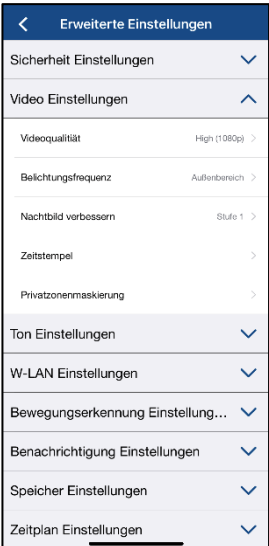 Erweiterte Einstellungen
Sicherheit Einstellungen
Video Einstellungen
Videoqualität High (1080p)
Belichtungsfrequenz Außenbereich
Nachtbild verbessern Stufe 1
Zeitstempel
Privatzonenmaskierung
Ton Einstellungen
W-LAN Einstellungen
Bewegungserkennung Einstellung...
Benachrichtigung Einstellungen
Speicher Einstellungen
Zeitplan Einstellungen